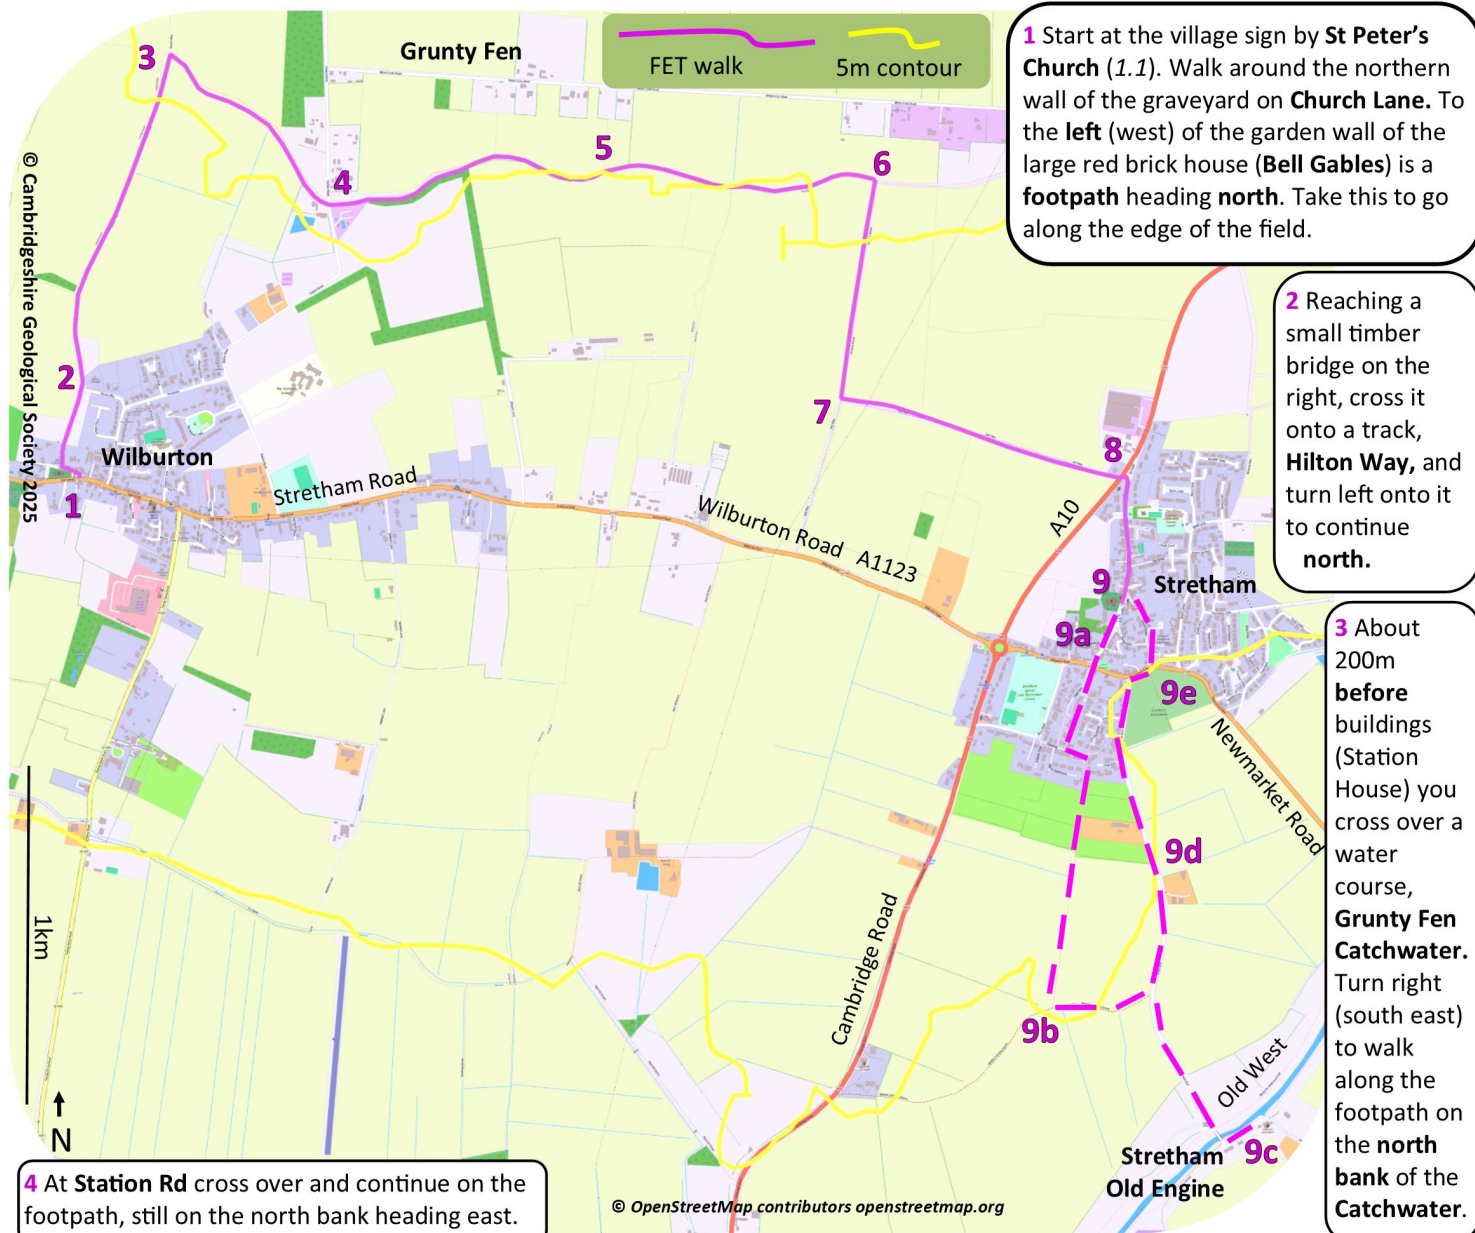 Grunty Fen
FET walk
5m contour
1 Start at the village sign by St Peter’s
Church (1.1). Walk around the northern
wall of the graveyard on Church Lane. To
the left (west) of the garden wall of the
large red brick house (Bell Gables) is a
footpath heading north. Take this to go
along the edge of the field.
2 Reaching a
small timber
bridge on the
right, cross it
onto a track,
Hilton Way, and
turn left onto it
to continue
north.
3 About
200m
before
buildings
(Station
House) you
cross over a
water
course,
Grunty Fen
Catchwater.
Turn right
(south east)
to walk
along the
footpath on
the north
bank of the
Catchwater.
4 At Station Rd cross over and continue on the
footpath, still on the north bank heading east.
© Cambridgeshire Geological Society 2025
3
4
5
6
2
7
8
Wilburton
1
Stretham Road
Wilburton Road A1123
A10
9
Stretham
9a
9e
Newmarket Road
9d
Cambridge Road
1km
9b
Old West
N
9c
Stretham
Old Engine
© OpenStreetMap contributors openstreetmap.org